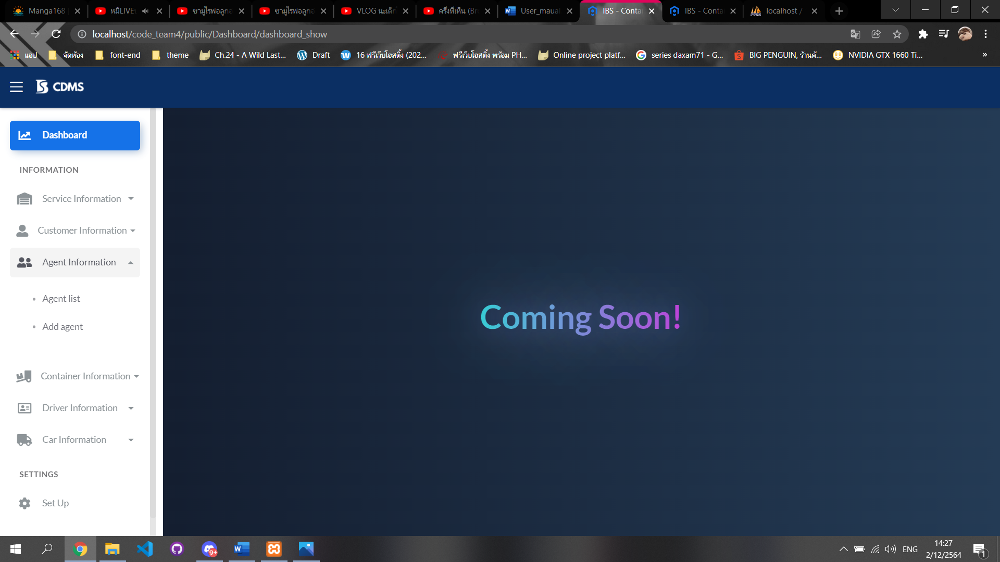 Manga168
หมีLIVE
ซามูไรพ่อลูกอ
ซามูไรพ่อลูกอ
VLOG นะเด็ก
ครึ่งที่เห็น (Br
User_maual
IBS - Contai
IBS - Conta
localhost /
localhost/code_team4/public/Dashboard/dashboard_show
แอป
จัดห้อง
font-end
theme
Ch.24 - A Wild Last...
Draft
16 ฟรีเว็บโฮสติ้ง (202...
ฟรีเว็บโฮสติ้ง พร้อม PH...
Online project platf...
series daxam71 - G...
BIG PENGUIN, ร้านค้...
NVIDIA GTX 1660 Ti...
»
CDMS
Dashboard
INFORMATION
Service Information
Customer Information
Agent Information
• Agent list
• Add agent
Container Information
Driver Information
Car Information
SETTINGS
Set Up
Coming Soon!
9+
ENG
14:27
2/12/2564
1